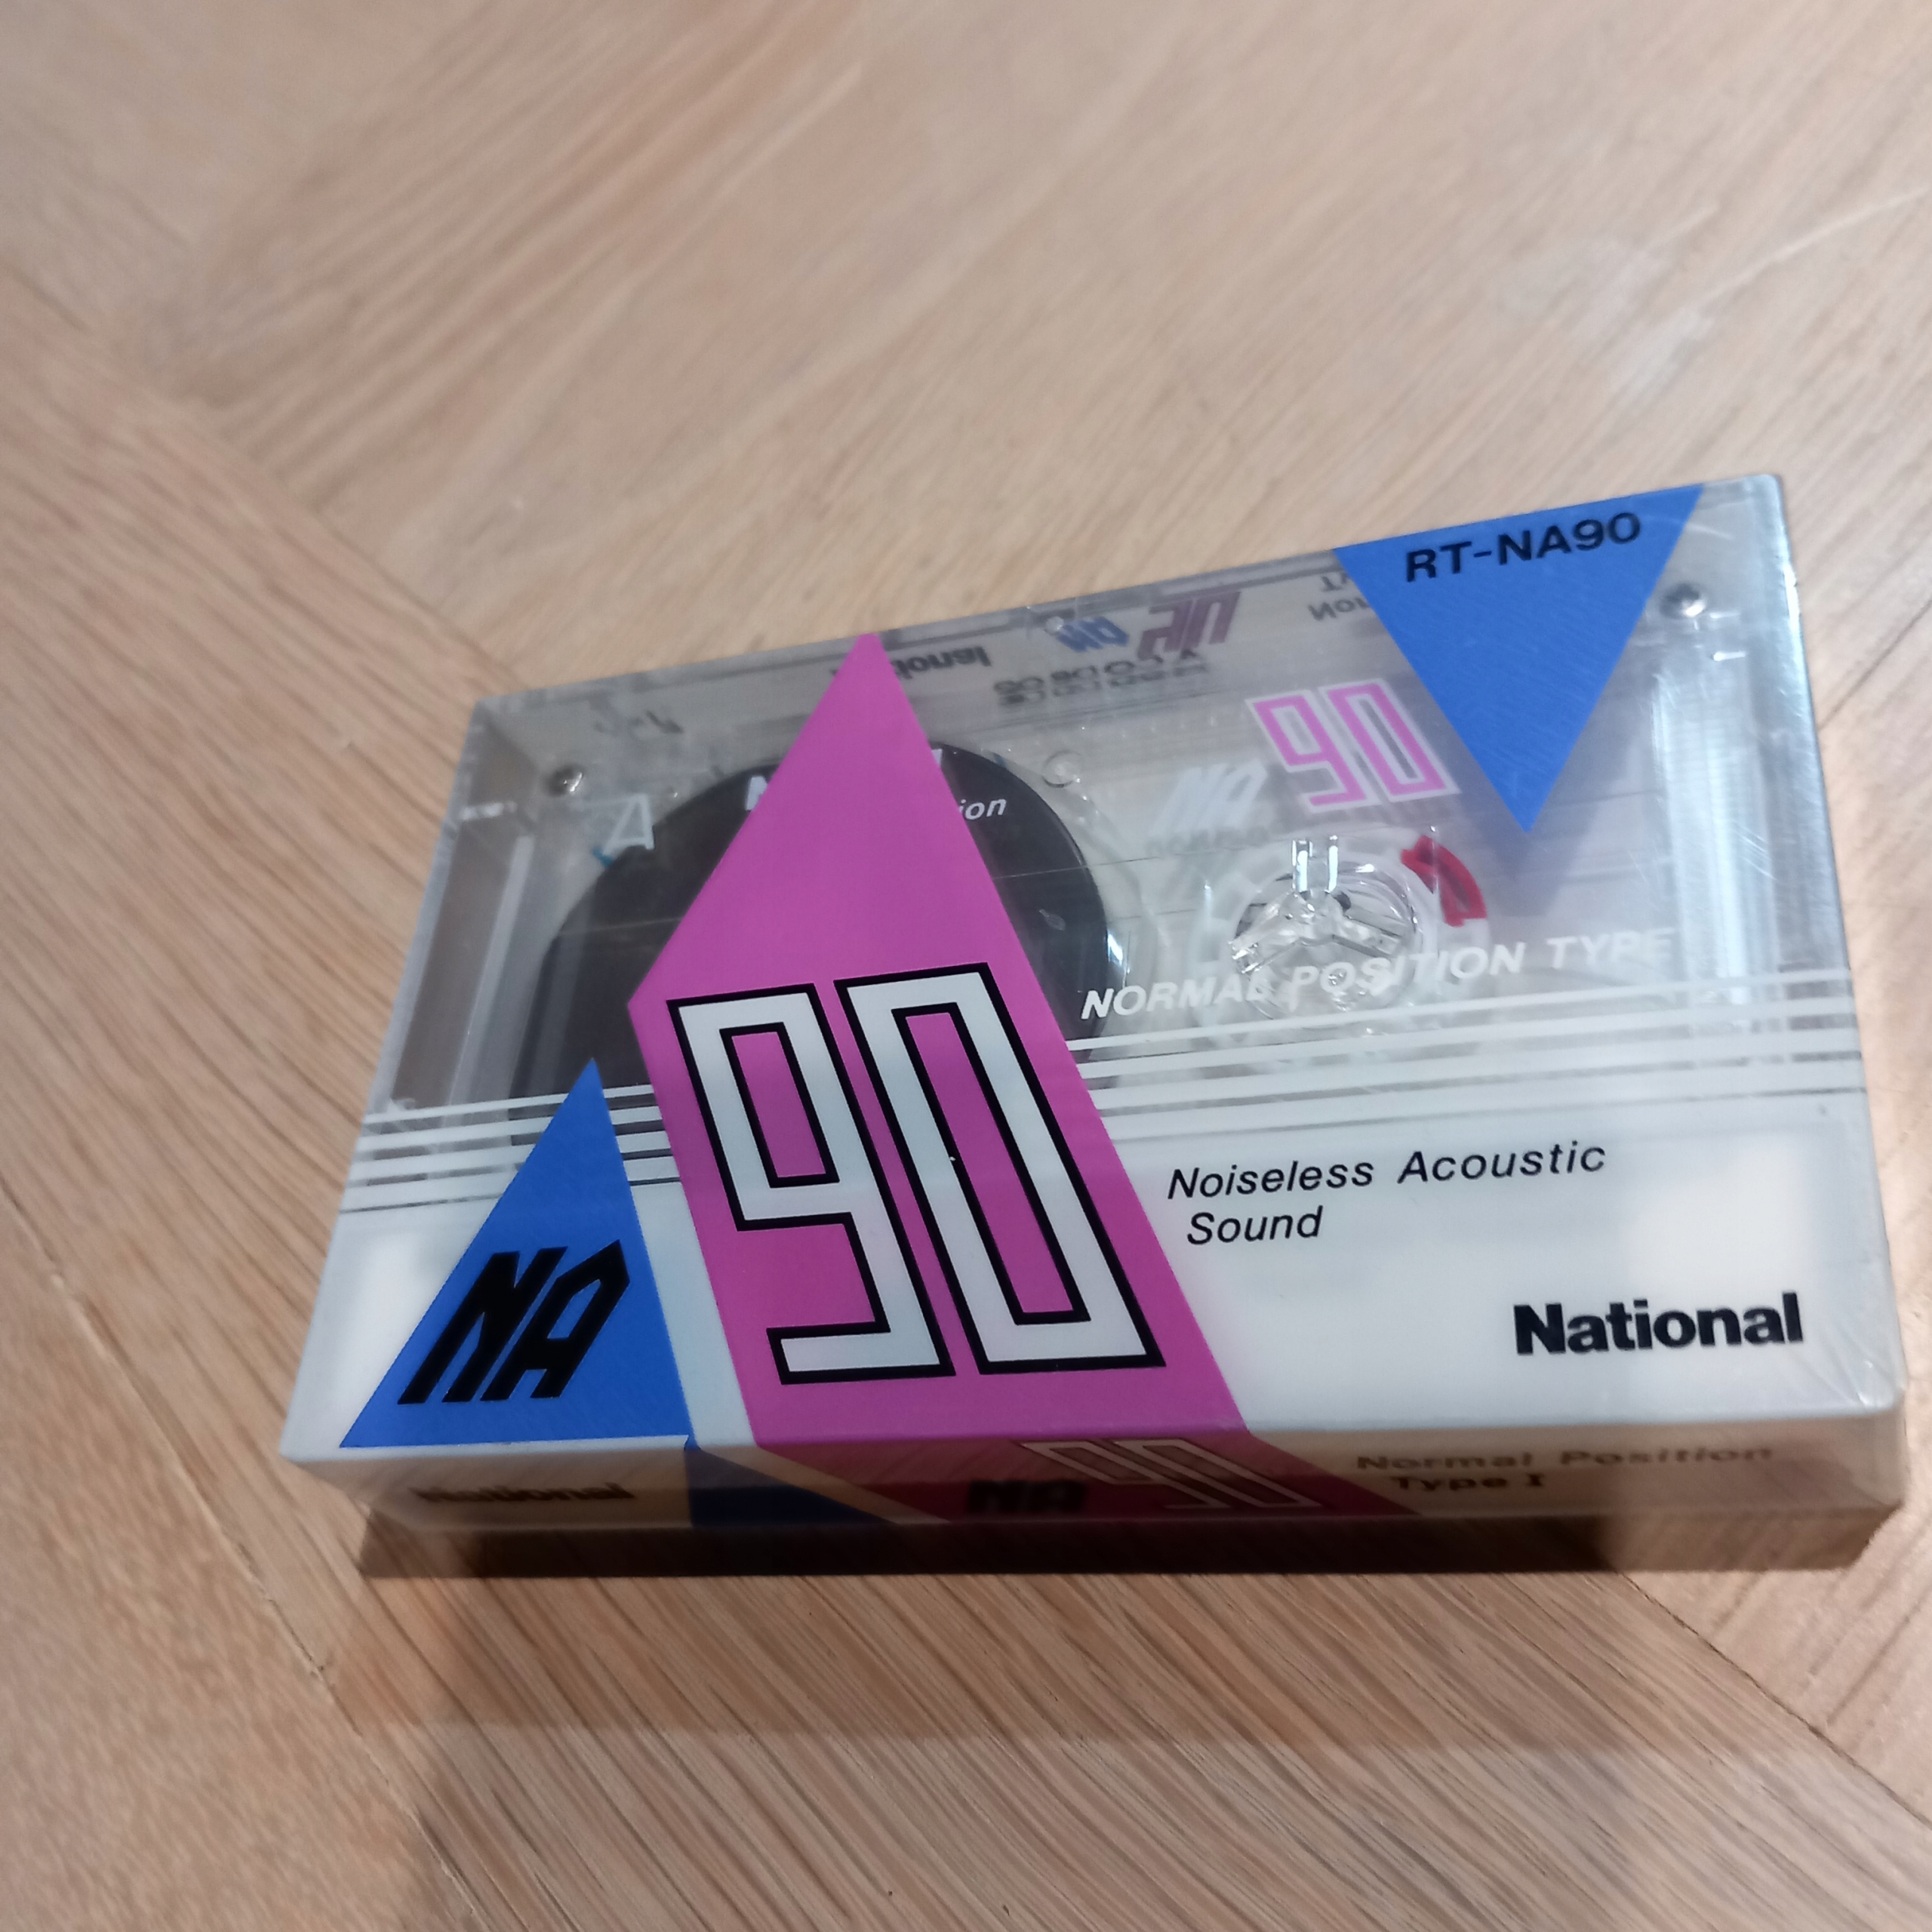 RT-NA90
90
NA
A
ion
NORMAL POSITION TYPE
90
Noiseless Acoustic
Sound
NA
National
National
NA
90
Normal Position
Type I